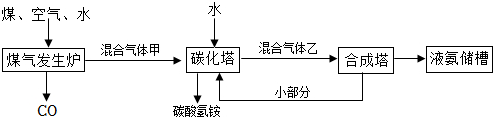 煤、空气、水
水
煤气发生炉
混合气体甲
碳化塔
混合气体乙
合成塔
液氨储槽
小部分
CO
碳酸氢铵